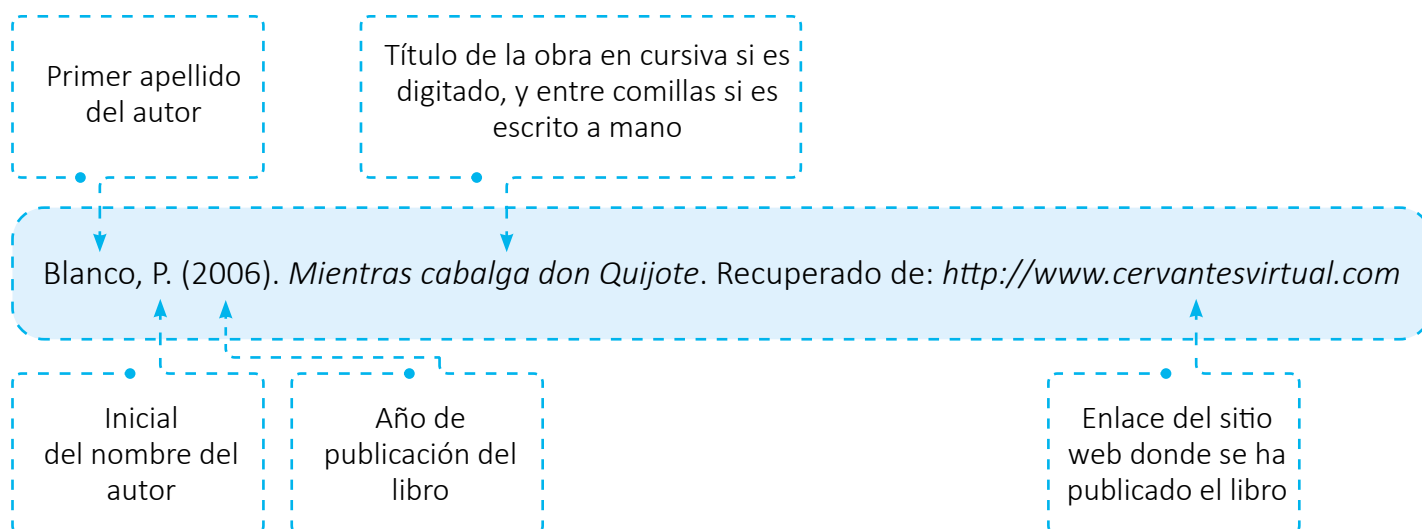 Primer apellido
del autor
Título de la obra en cursiva si es
digitado, y entre comillas si es
escrito a mano
Blanco, P. (2006). Mientras cabalga don Quijote. Recuperado de: http://www.cervantesvirtual.com
Inicial
del nombre del
autor
Año de
publicación del
libro
Enlace del sitio
web donde se ha
publicado el libro